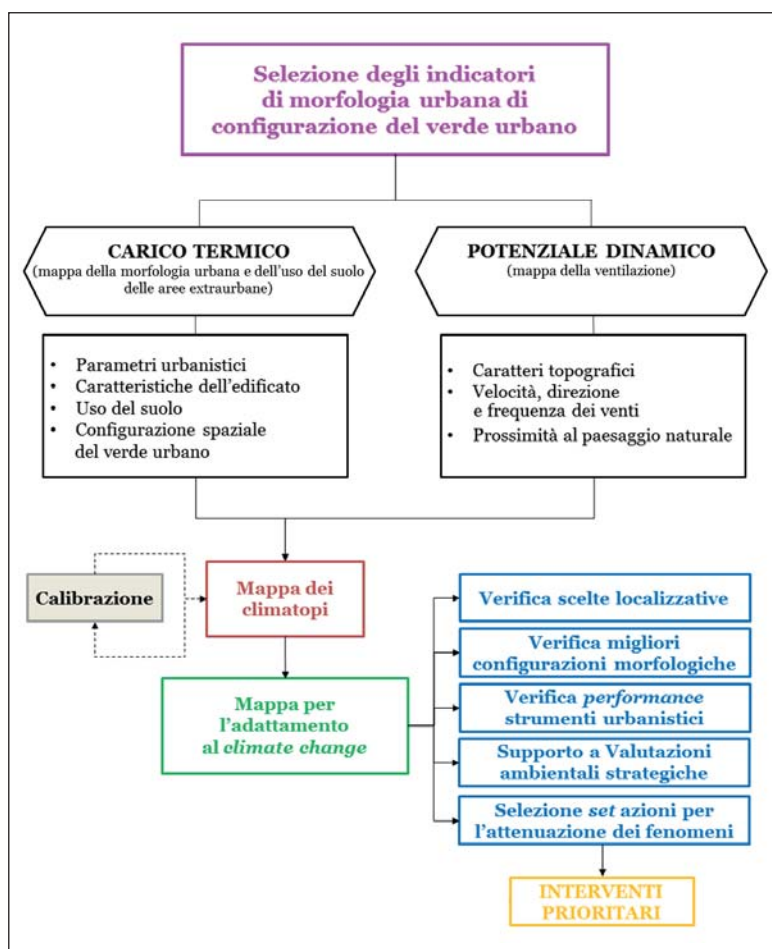 Selezione degli indicatori
di morfologia urbana di
configurazione del verde urbano
CARICO TERMICO
(mappa della morfologia urbana e dell'uso del suolo
delle aree extraurbane)
POTENZIALE DINAMICO
(mappa della ventilazione)
• Parametri urbanistici
• Caratteristiche dell'edificato
• Uso del suolo
• Configurazione spaziale
del verde urbano
• Caratteri topografici
• Velocità, direzione
e frequenza dei venti
• Prossimità al paesaggio naturale
Calibrazione
Mappa dei
climatopi
Mappa per
l'adattamento
al climate change
Verifica scelte localizzative
Verifica migliori
configurazioni morfologiche
Verifica performance
strumenti urbanistici
Supporto a Valutazioni
ambientali strategiche
Selezione set azioni per
l'attenuazione dei fenomeni
INTERVENTI
PRIORITARI